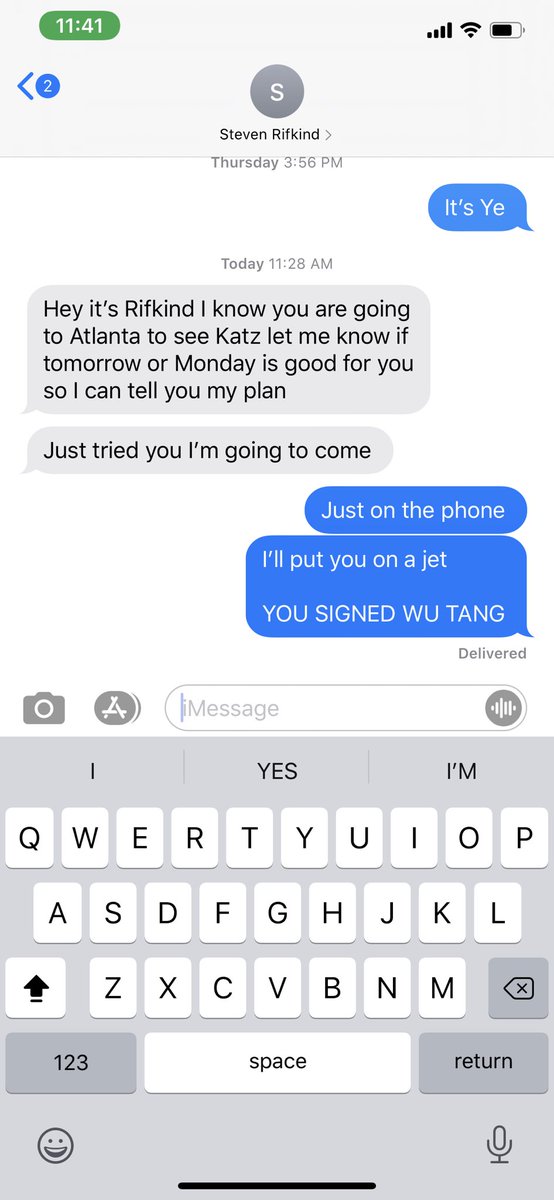 11:41
2
S
Steven Rifkind >
Thursday 3:56 PM
It's Ye
Today 11:28 AM
Hey it's Rifkind I know you are going
to Atlanta to see Katz let me know if
tomorrow or Monday is good for you
so I can tell you my plan
Just tried you I'm going to come
Just on the phone
I'll put you on a jet
YOU SIGNED WU TANG
Delivered
iMessage
I YES I'M
Q W E R T Y U I O P
A S D F G H J K L
Z X C V B N M
123 space return